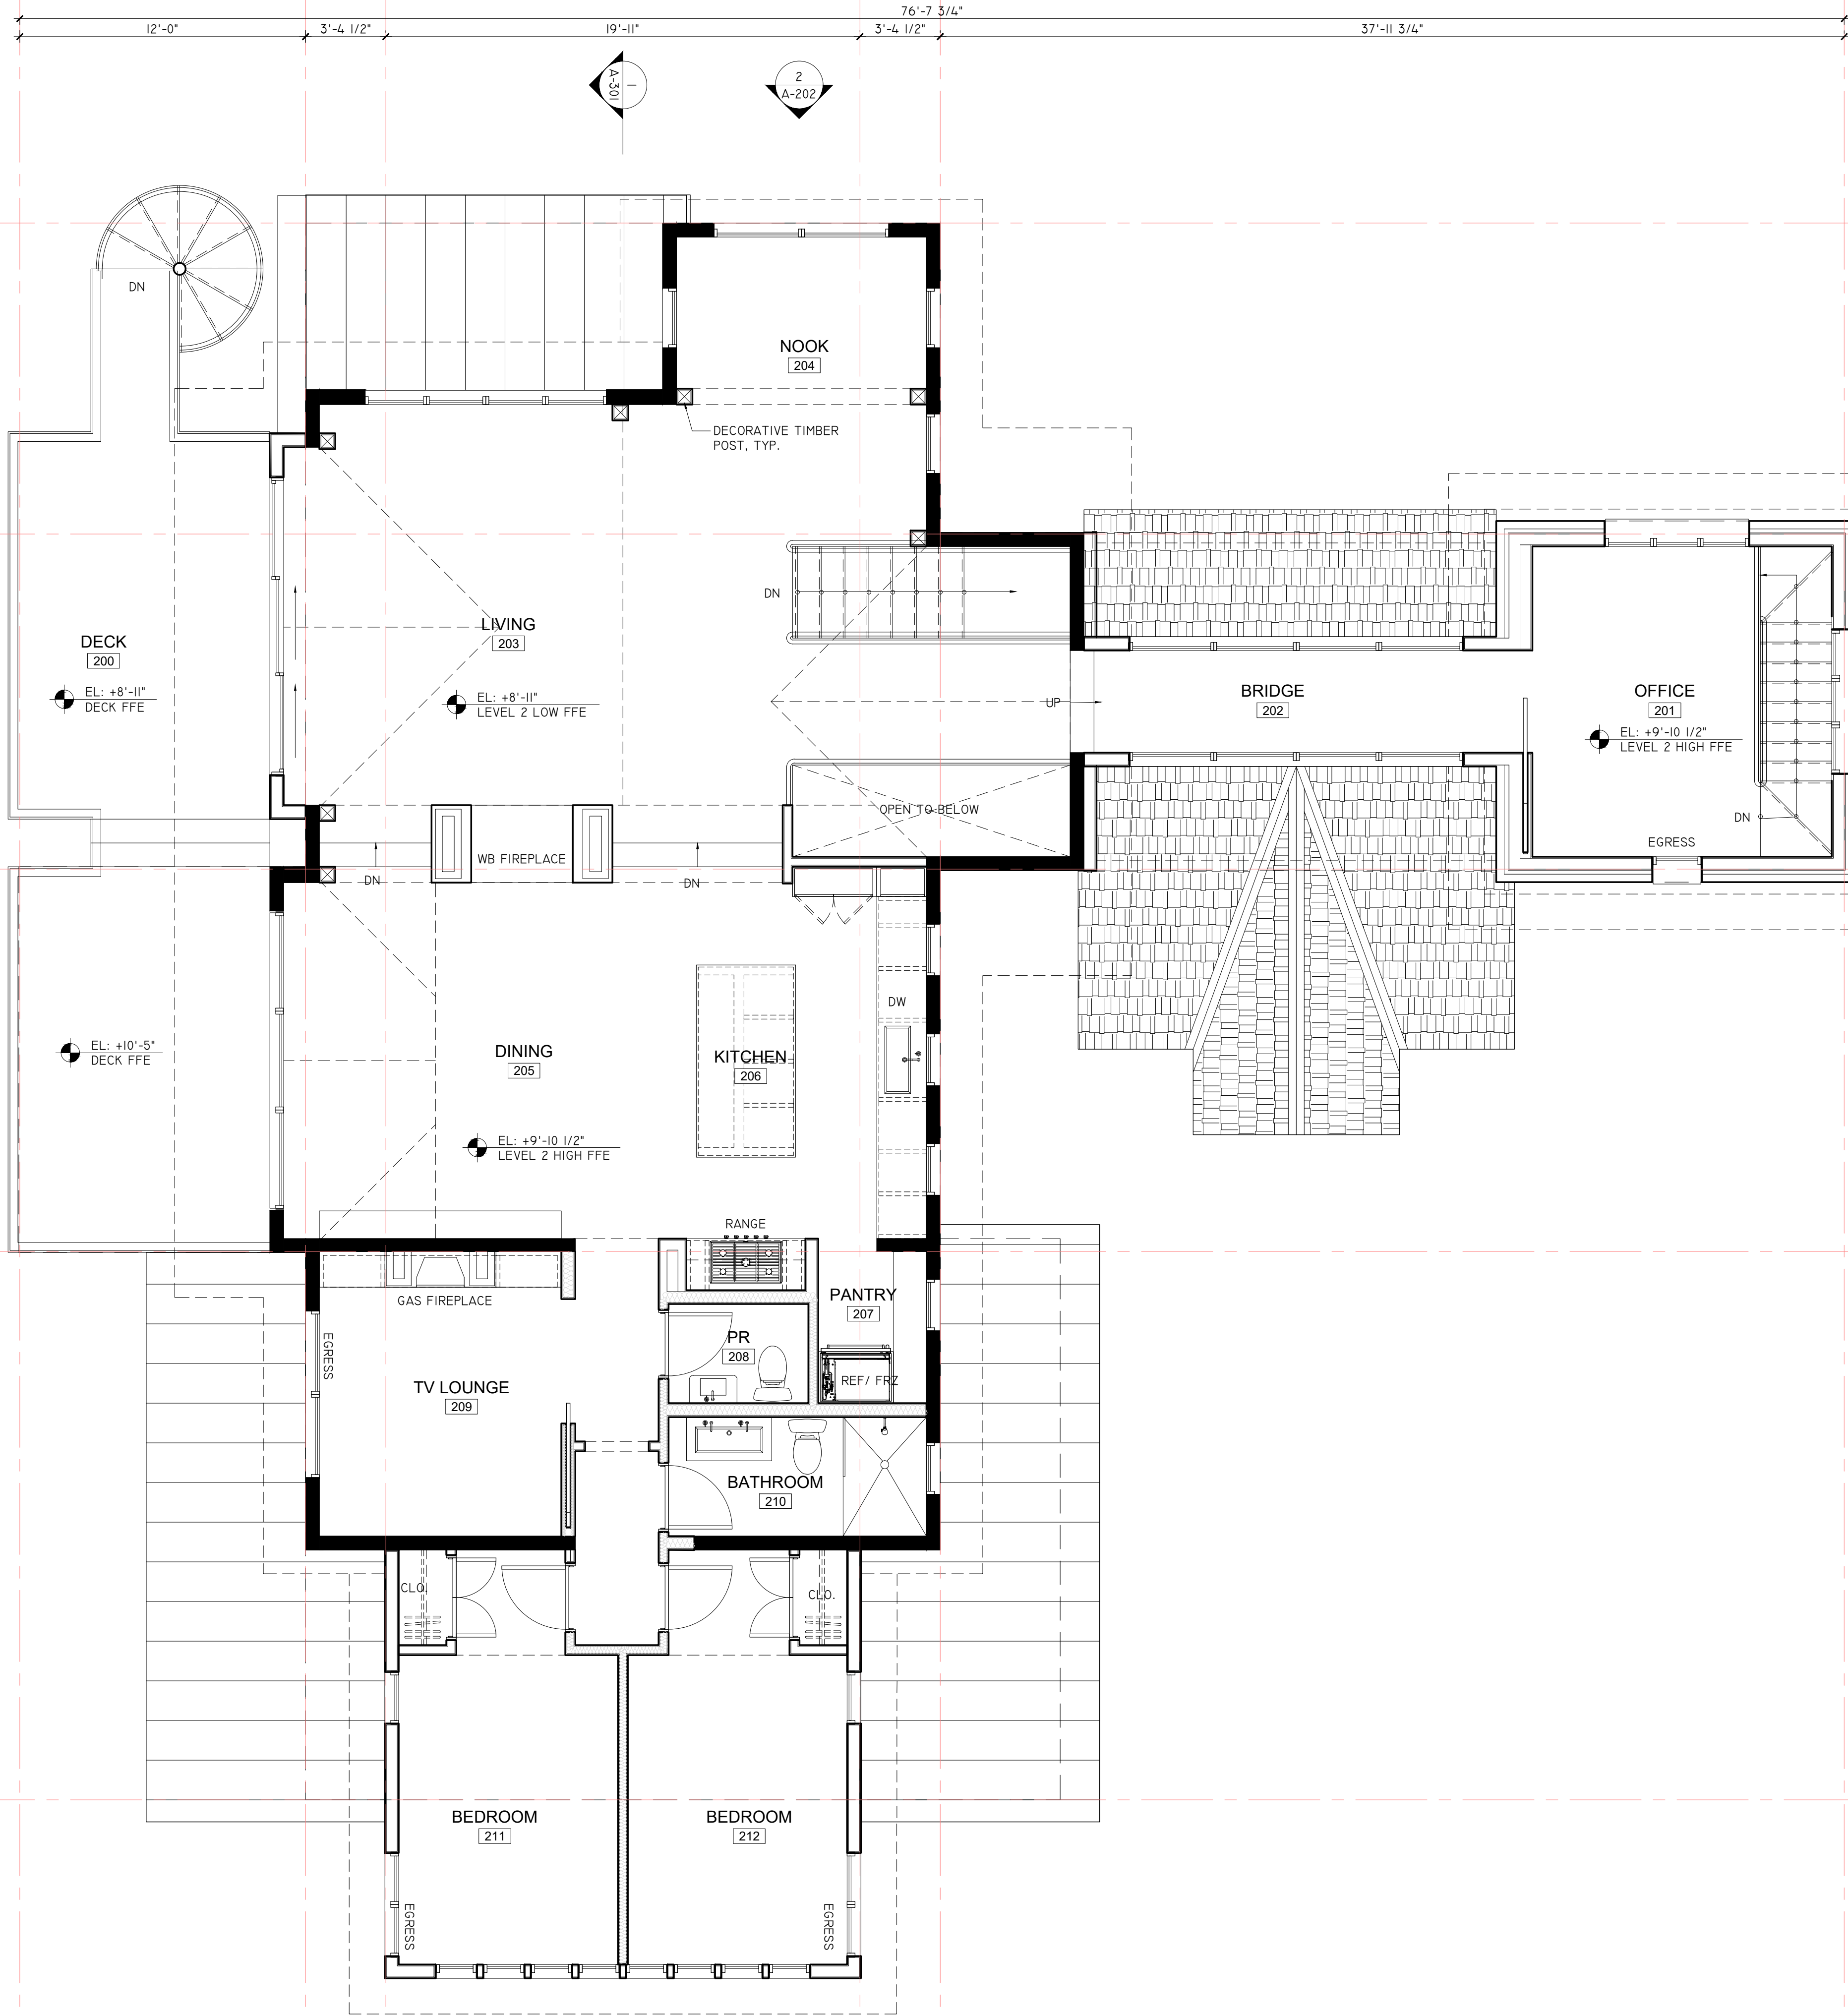 76'-7 3/4"
12'-0"
3'-4 1/2"
19'-11"
3'-4 1/2"
37'-11 3/4"
1
A-301
2
A-202
DN
NOOK
204
DECORATIVE TIMBER
POST, TYP.
DN
LIVING
203
DECK
200
EL: +8'-11"
DECK FFE
EL: +8'-11"
LEVEL 2 LOW FFE
UP
BRIDGE
202
OFFICE
201
EL: +9'-10 1/2"
LEVEL 2 HIGH FFE
OPEN TO BELOW
DN
EGRESS
WB FIREPLACE
DN
DN
DW
EL: +10'-5"
DECK FFE
DINING
205
KITCHEN
206
EL: +9'-10 1/2"
LEVEL 2 HIGH FFE
RANGE
GAS FIREPLACE
PANTRY
207
EGRESS
PR
208
REF/ FRZ
TV LOUNGE
209
BATHROOM
210
CLO.
CLO.
BEDROOM
211
BEDROOM
212
EGRESS
EGRESS